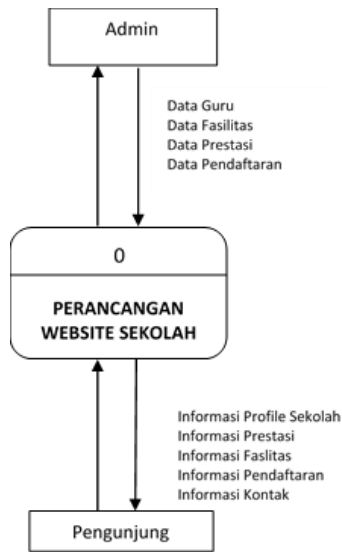 Admin
Data Guru
Data Fasilitas
Data Prestasi
Data Pendaftaran
0
PERANCANGAN
WEBSITE SEKOLAH
Informasi Profile Sekolah
Informasi Prestasi
Informasi Faslitas
Informasi Pendaftaran
Informasi Kontak
Pengunjung